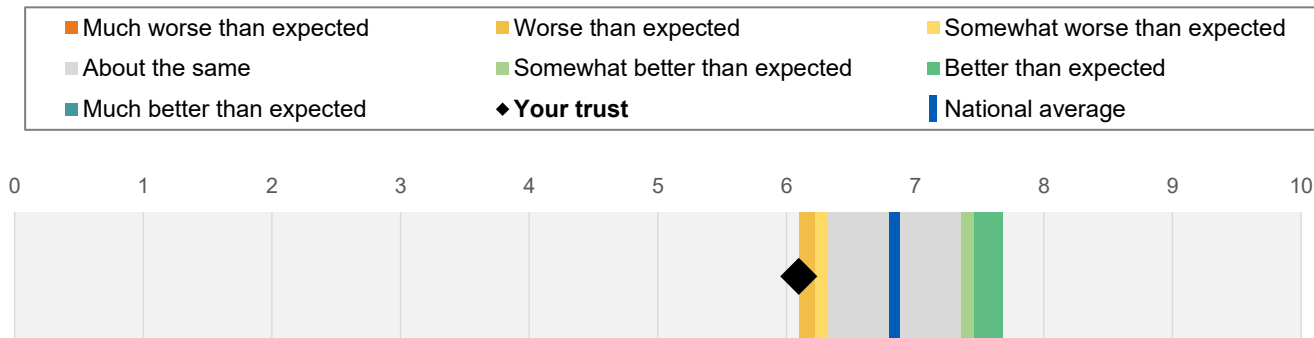 Much worse than expected Worse than expected Somewhat worse than expected
About the same Somewhat better than expected Better than expected
Much better than expected Your trust National average
0 1 2 3 4 5 6 7 8 9 10